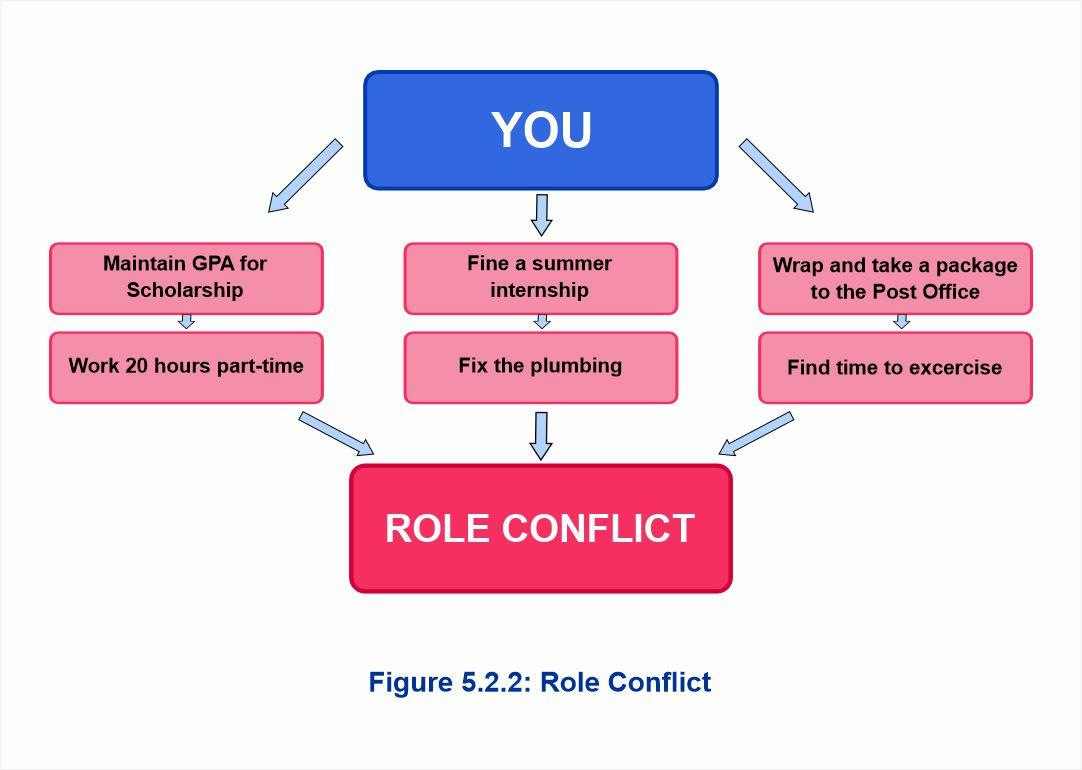 YOU
Maintain GPA for
Scholarship
Fine a summer
internship
Wrap and take a package
to the Post Office
Work 20 hours part-time
Fix the plumbing
Find time to excercise
ROLE CONFLICT
Figure 5.2.2: Role Conflict